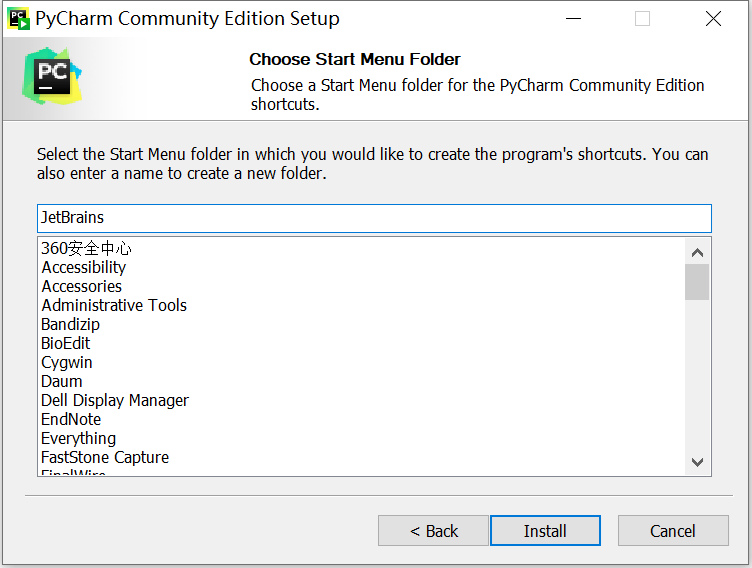 PyCharm Community Edition Setup
PC
Choose Start Menu Folder
Choose a Start Menu folder for the PyCharm Community Edition
shortcuts.
Select the Start Menu folder in which you would like to create the program's shortcuts. You can
also enter a name to create a new folder.
JetBrains
360安全中心
Accessibility
Accessories
Administrative Tools
Bandizip
BioEdit
Cygwin
Daum
Dell Display Manager
EndNote
Everything
FastStone Capture
FinalWire
< Back
Install
Cancel